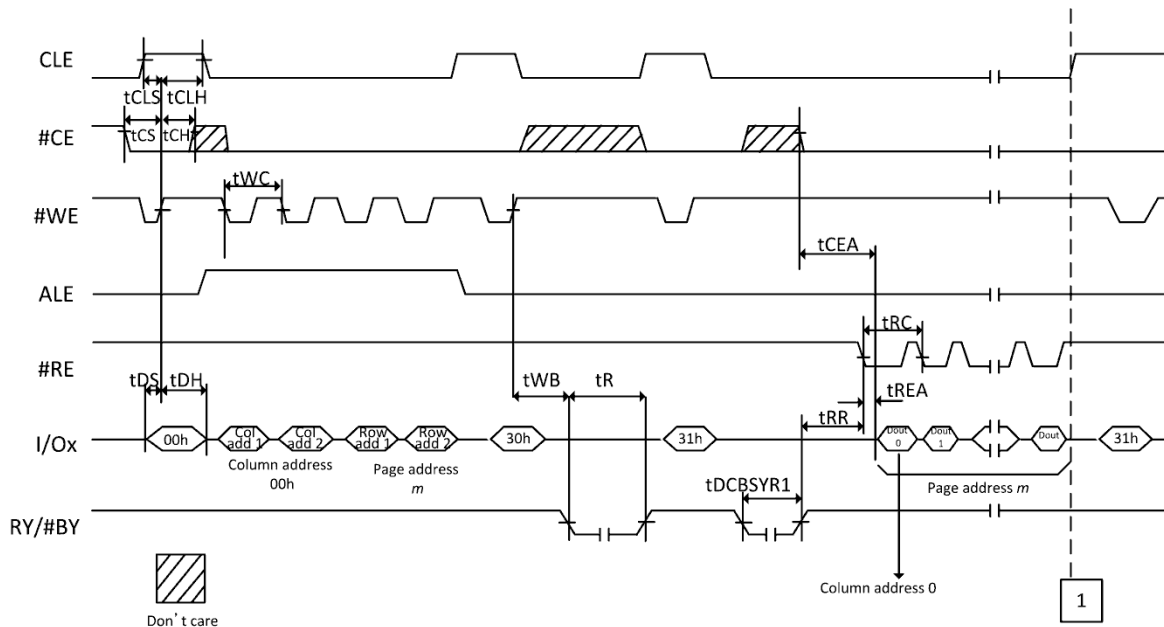 CLE
tCLS tCLH
#CE
tCS tCH
tWC
#WE
tCEA
ALE
tRC
#RE
tDS tDH
tWB tR
tREA
tRR
I/Ox
00h
Col add 1
Col add 2
Row add 1
Row add 2
30h
31h
Dout 0
Dout 1
Dout
31h
Column address
00h
Page address
m
tDCBSYR1
Page address m
RY/#BY
Column address 0
1
Don't care